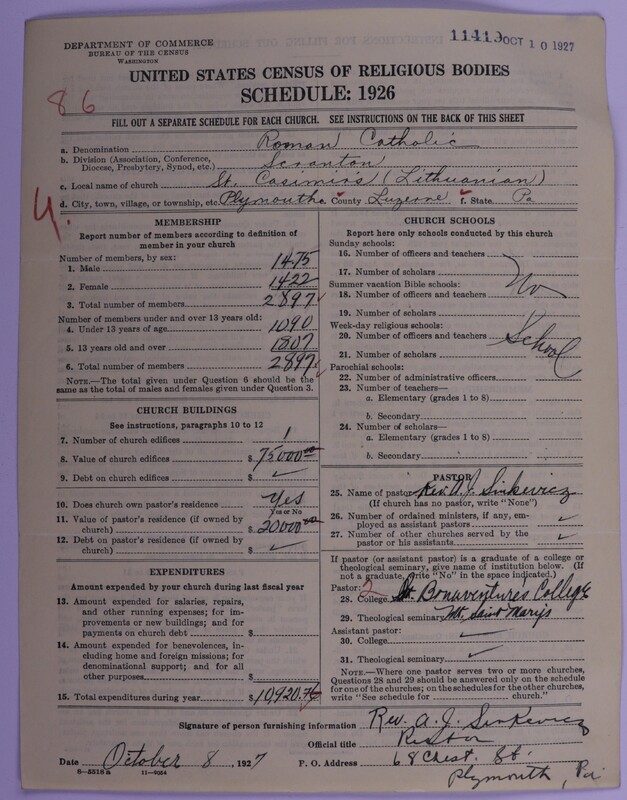 DEPARTMENT OF COMMERCE
BUREAU OF THE CENSUS
WASHINGTON
11413 OCT 10 1927
UNITED STATES CENSUS OF RELIGIOUS BODIES
SCHEDULE: 1926
86
FILL OUT A SEPARATE SCHEDULE FOR EACH CHURCH. SEE INSTRUCTIONS ON THE BACK OF THIS SHEET
a. Denomination Roman Catholic
b. Division (Association, Conference, Diocese, Presbytery, Synod, etc.) Scranton
c. Local name of church St. Casimir's (Lithuanian)
d. City, town, village, or township, etc. Plymouth e. County Luzerne f. State Pa
4
MEMBERSHIP
Report number of members according to definition of
member in your church
Number of members, by sex:
1. Male 1475
2. Female 1422
3. Total number of members 2897
Number of members under and over 13 years old:
4. Under 13 years of age 1090
5. 13 years old and over 1807
6. Total number of members 2897
NOTE.—The total given under Question 6 should be the
same as the total of males and females given under Question 3.
CHURCH BUILDINGS
See instructions, paragraphs 10 to 12
7. Number of church edifices 1
8. Value of church edifices $ 75000.00
9. Debt on church edifices $ ✓
10. Does church own pastor's residence Yes
Yes or No
11. Value of pastor's residence (if owned by
church) $ 20000.00
12. Debt on pastor's residence (if owned by
church) $ ✓
EXPENDITURES
Amount expended by your church during last fiscal year
13. Amount expended for salaries, repairs,
and other running expenses; for im-
provements or new buildings; and for
payments on church debt $
14. Amount expended for benevolences, in-
cluding home and foreign missions; for
denominational support; and for all
other purposes $
15. Total expenditures during year $ 10,920.76
CHURCH SCHOOLS
Report here only schools conducted by this church
Sunday schools:
16. Number of officers and teachers
17. Number of scholars
Summer vacation Bible schools:
18. Number of officers and teachers
No
19. Number of scholars
Week-day religious schools:
20. Number of officers and teachers
School
21. Number of scholars
Parochial schools:
22. Number of administrative officers
23. Number of teachers—
a. Elementary (grades 1 to 8)
b. Secondary
24. Number of scholars—
a. Elementary (grades 1 to 8)
b. Secondary
PASTOR
25. Name of pastor Rev. A. J. Sinkevicz
(If church has no pastor, write "None")
26. Number of ordained ministers, if any, em-
ployed as assistant pastors ✓
27. Number of other churches served by the
pastor or his assistants ✓
If pastor (or assistant pastor) is a graduate of a college or
theological seminary, give name of institution below. (If
not a graduate, write "No" in the space indicated.)
Pastor: 2
28. College St. Bonaventure's College
29. Theological seminary Mt. Saint Marys
Assistant pastor:
30. College ✓
31. Theological seminary ✓
NOTE.—Where one pastor serves two or more churches,
Questions 28 and 29 should be answered only on the schedule
for one of the churches; on the schedules for the other churches,
write "See schedule for church."
Signature of person furnishing information Rev. A. J. Sinkevicz
Official title Rector
Date October 8, 1927 P. O. Address 68 Chest. St.
Plymouth, Pa
8—5318a 11—9054